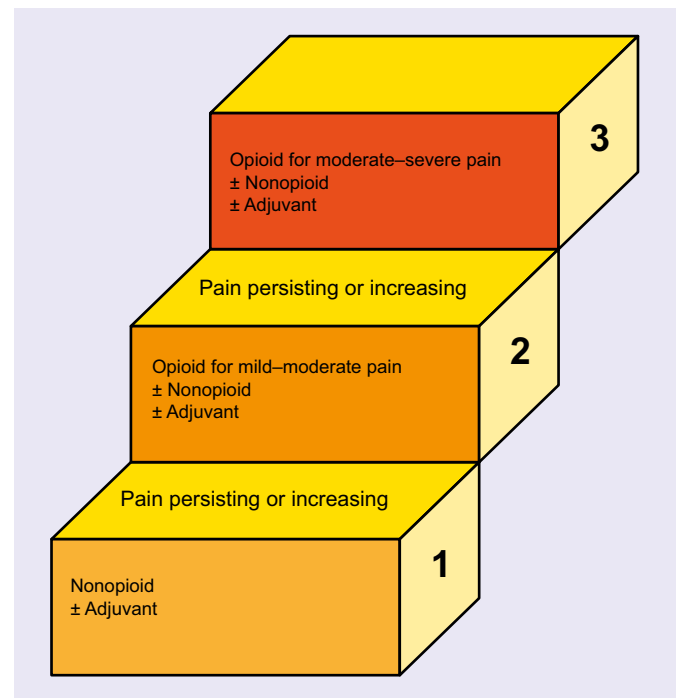 Opioid for moderate–severe pain
± Nonopioid
± Adjuvant
3
Pain persisting or increasing
Opioid for mild–moderate pain
± Nonopioid
± Adjuvant
2
Pain persisting or increasing
Nonopioid
± Adjuvant
1